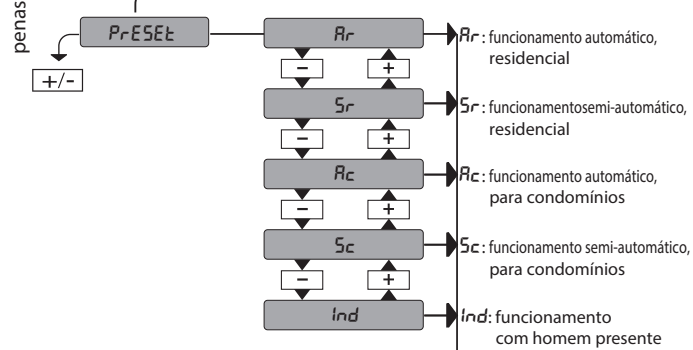 penas
PrESEt
+/-
Ar
Ar: funcionamento automático,
residencial
- +
Sr
Sr: funcionamentosemi-automático,
residencial
- +
Ac
Ac: funcionamento automático,
para condomínios
- +
Sc
Sc: funcionamento semi-automático,
para condomínios
- +
Ind
Ind: funcionamento
com homem presente